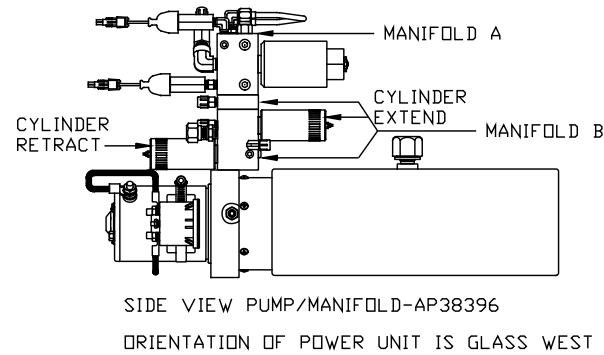 MANIFOLD A
CYLINDER
EXTEND
CYLINDER
RETRACT
MANIFOLD B
SIDE VIEW PUMP/MANIFOLD-AP38396
ORIENTATION OF POWER UNIT IS GLASS WEST